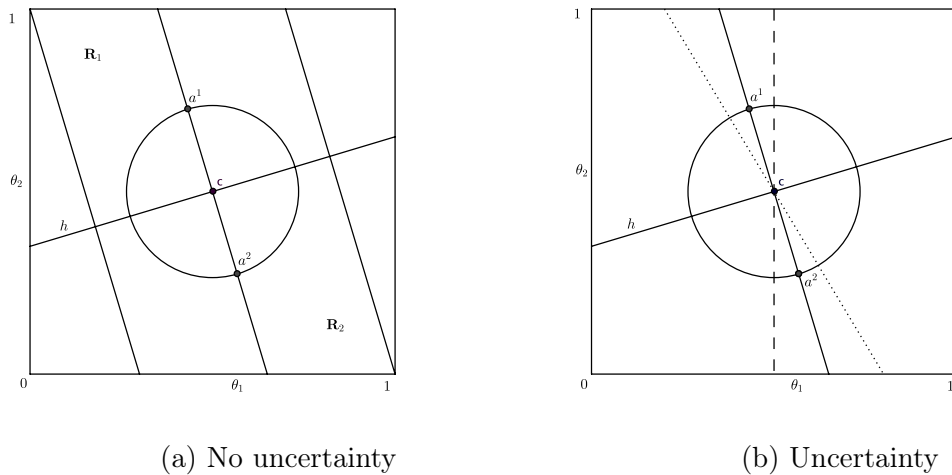 1
R₁
a¹
θ₂
c
h
a²
R₂
0
θ₁
1
1
a¹
θ₂
c
h
a²
0
θ₁
1
(a) No uncertainty
(b) Uncertainty